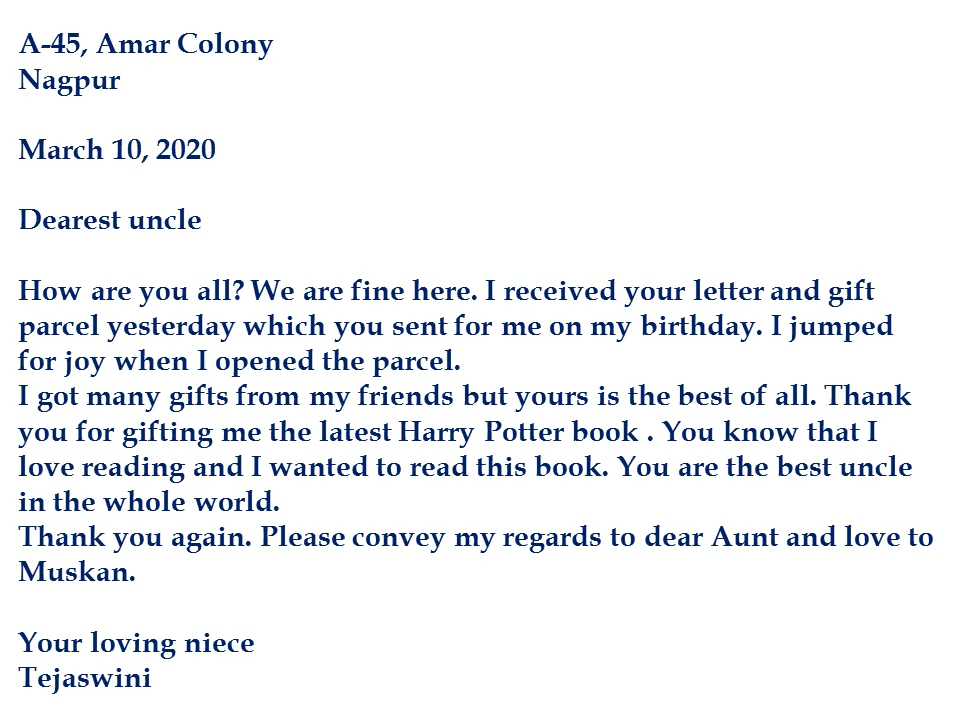 A-45, Amar Colony
Nagpur
March 10, 2020
Dearest uncle
How are you all? We are fine here. I received your letter and gift
parcel yesterday which you sent for me on my birthday. I jumped
for joy when I opened the parcel.
I got many gifts from my friends but yours is the best of all. Thank
you for gifting me the latest Harry Potter book . You know that I
love reading and I wanted to read this book. You are the best uncle
in the whole world.
Thank you again. Please convey my regards to dear Aunt and love to
Muskan.
Your loving niece
Tejaswini